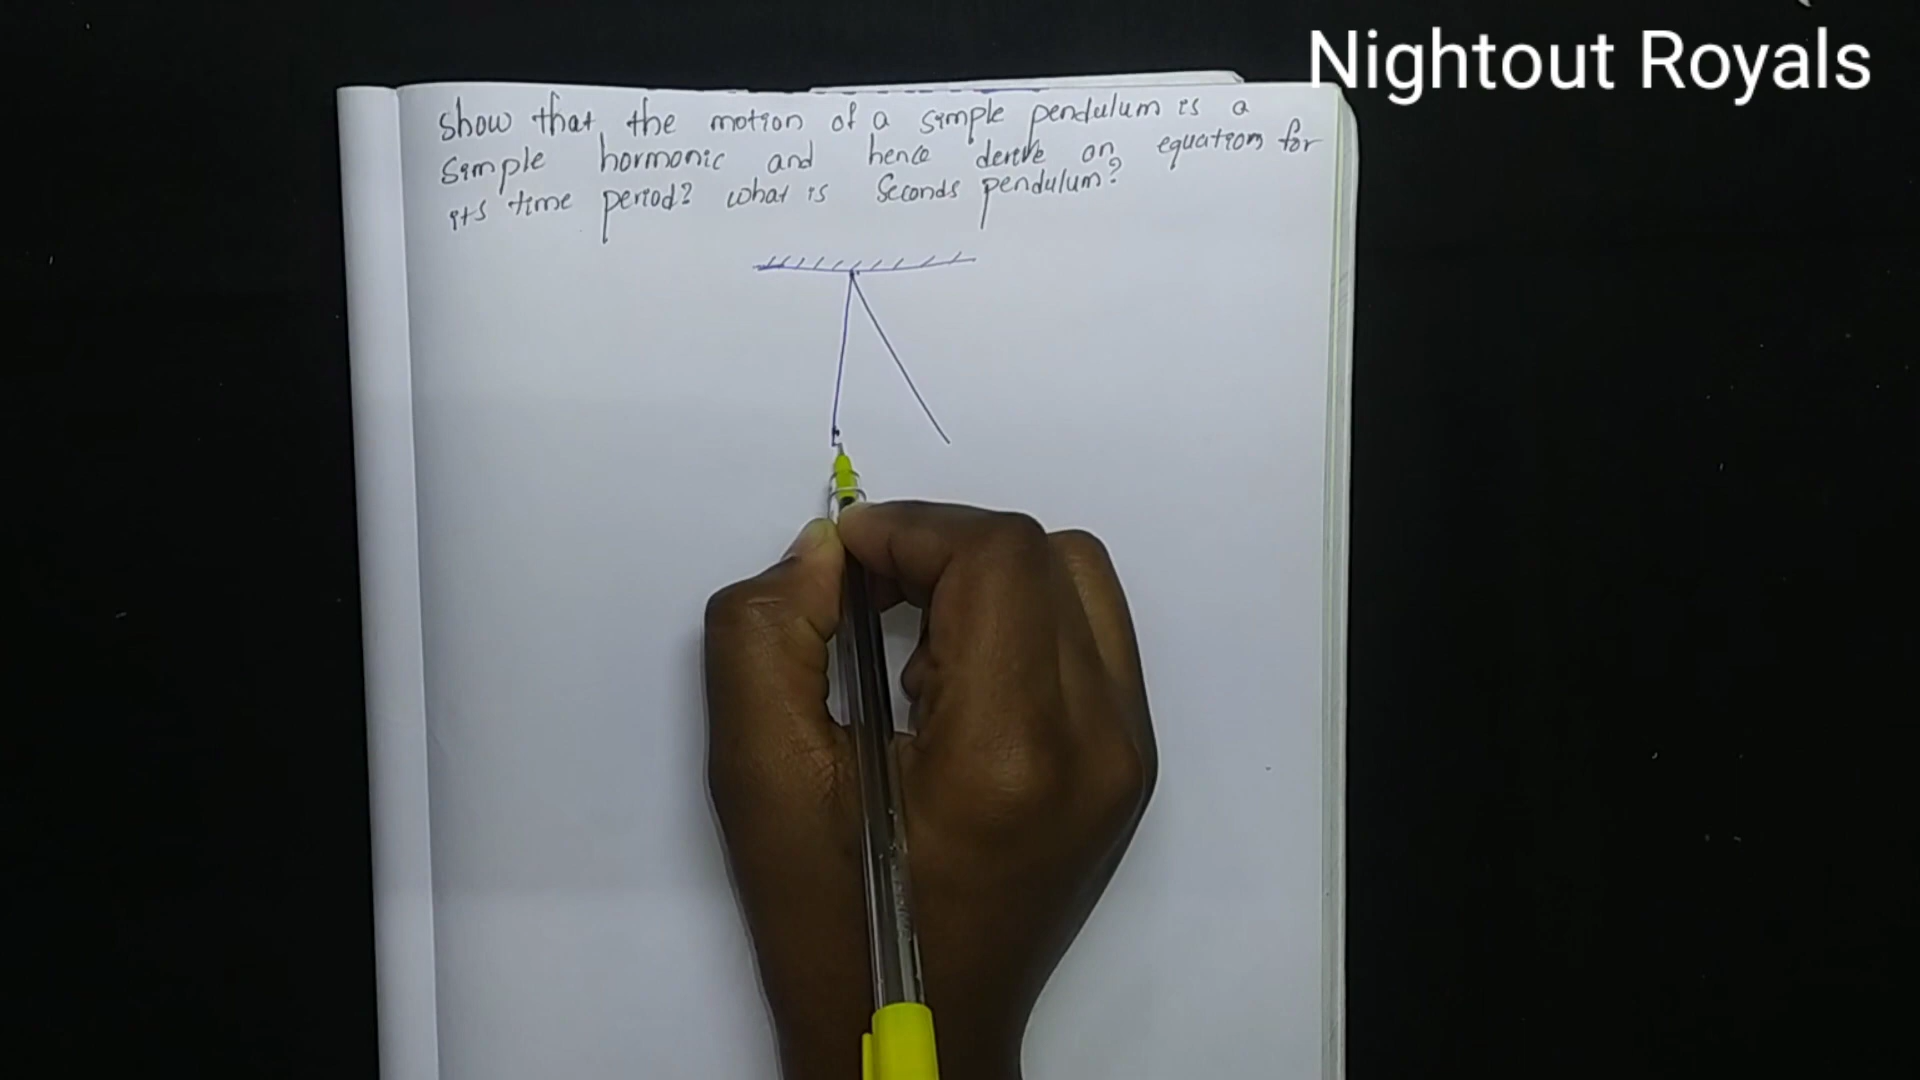 Nightout Royals
show that the motion of a simple pendulum is a
simple hormonic and hence derive an equation for
its time period? what is Seconds pendulum?